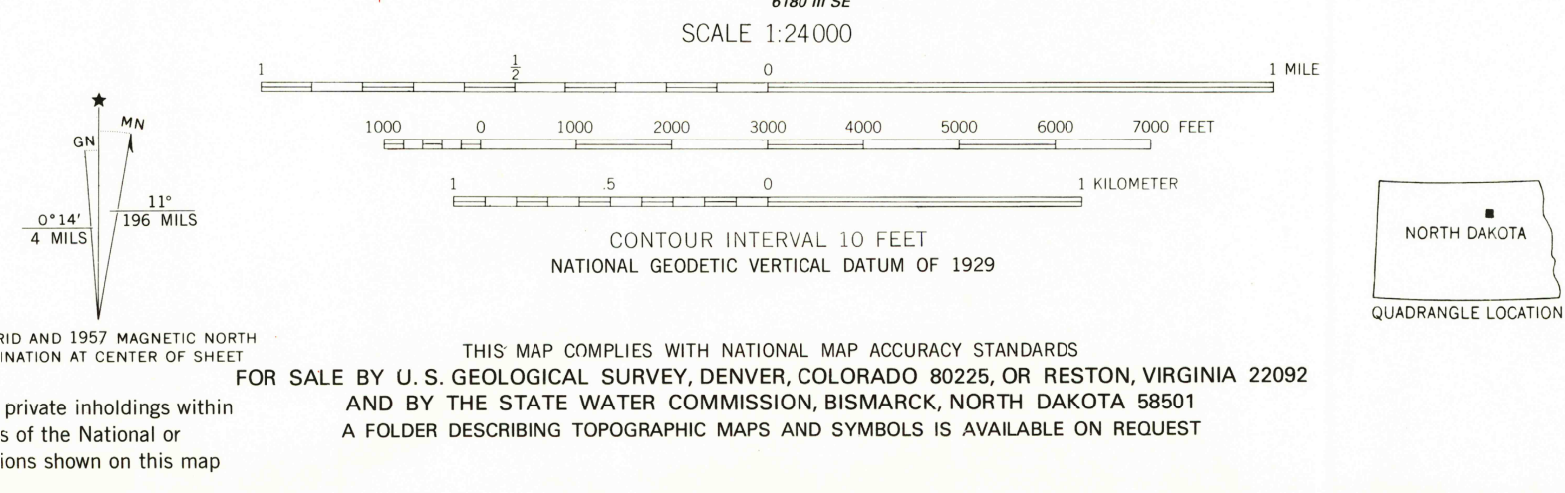 6180 III SE
SCALE 1:24000
1 1/2 0 1 MILE
1000 0 1000 2000 3000 4000 5000 6000 7000 FEET
1 .5 0 1 KILOMETER
CONTOUR INTERVAL 10 FEET
NATIONAL GEODETIC VERTICAL DATUM OF 1929
★
MN
GN
11°
0°14′ 196 MILS
4 MILS
RID AND 1957 MAGNETIC NORTH
INATION AT CENTER OF SHEET
NORTH DAKOTA
QUADRANGLE LOCATION
THIS MAP COMPLIES WITH NATIONAL MAP ACCURACY STANDARDS
FOR SALE BY U. S. GEOLOGICAL SURVEY, DENVER, COLORADO 80225, OR RESTON, VIRGINIA 22092
AND BY THE STATE WATER COMMISSION, BISMARCK, NORTH DAKOTA 58501
A FOLDER DESCRIBING TOPOGRAPHIC MAPS AND SYMBOLS IS AVAILABLE ON REQUEST
private inholdings within
s of the National or
ions shown on this map